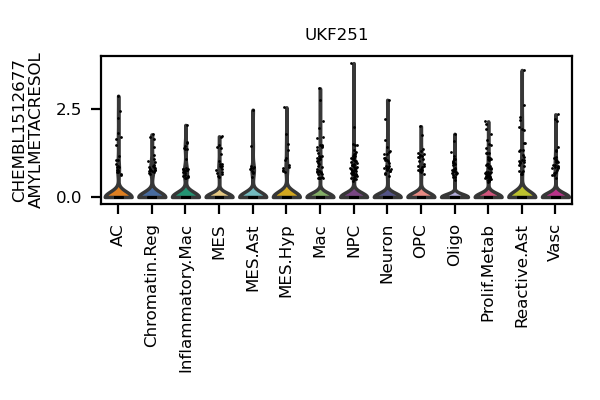 UKF251
CHEMBL1512677
AMYLMETACRESOL
2.5
0.0
AC
Chromatin.Reg
Inflammatory.Mac
MES
MES.Ast
MES.Hyp
Mac
NPC
Neuron
OPC
Oligo
Prolif.Metab
Reactive.Ast
Vasc